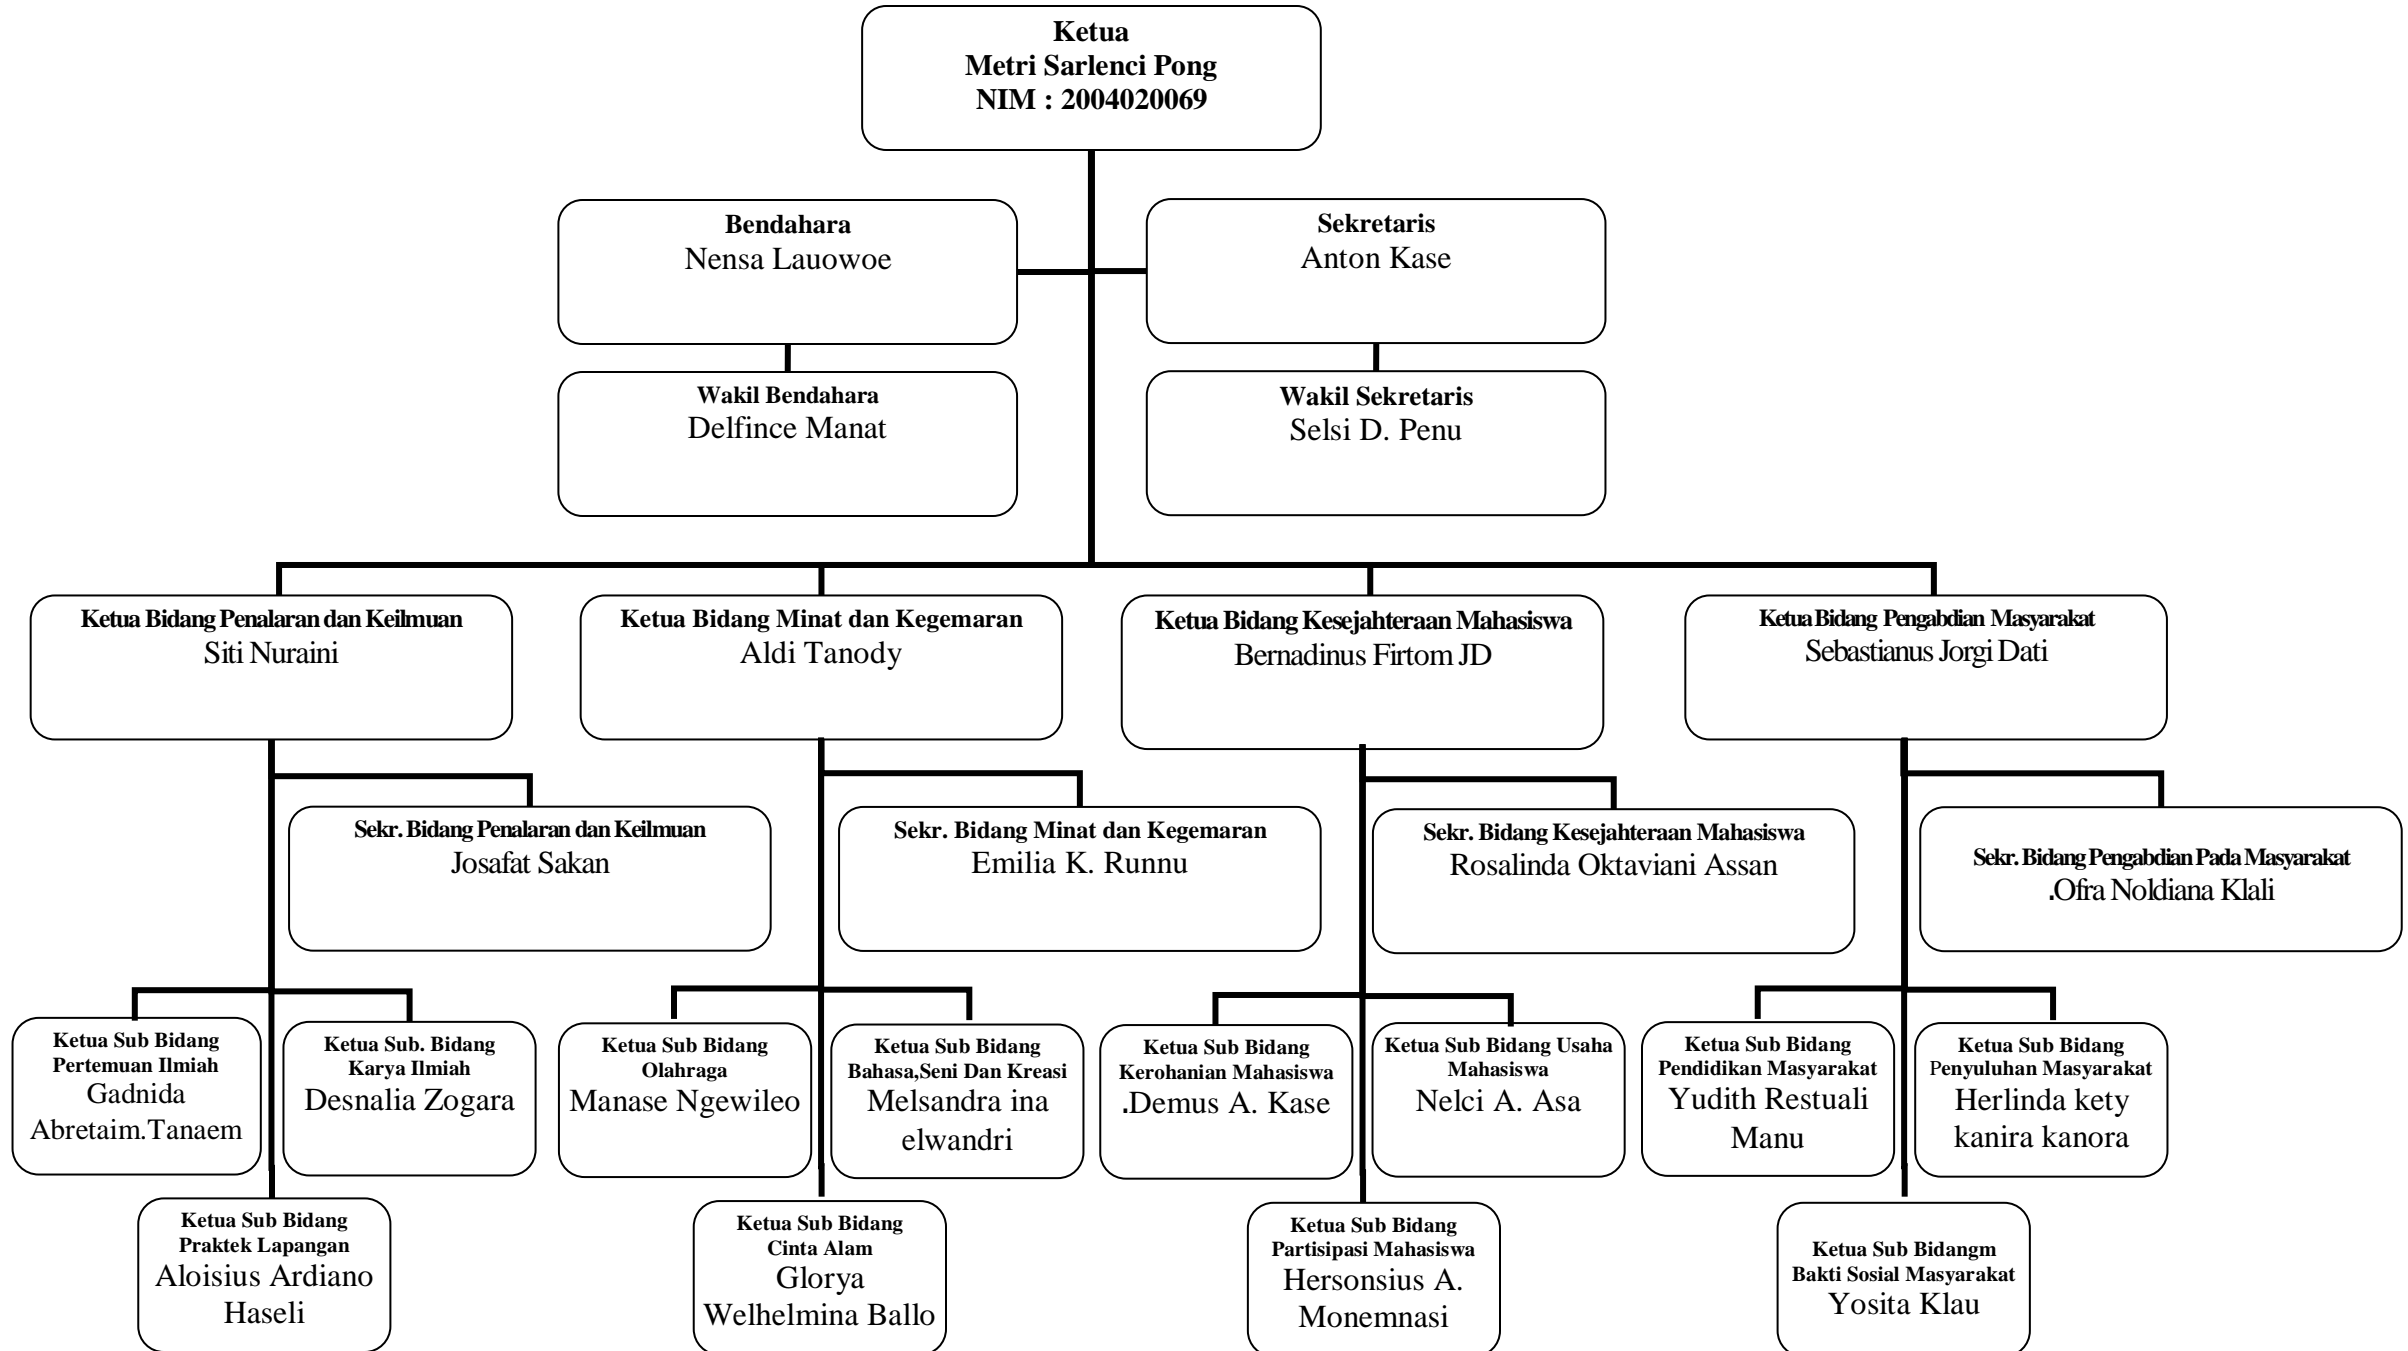 Ketua
Metri Sarlenci Pong
NIM : 2004020069
Bendahara
Nensa Lauowoe
Sekretaris
Anton Kase
Wakil Bendahara
Delfince Manat
Wakil Sekretaris
Selsi D. Penu
Ketua Bidang Penalaran dan Keilmuan
Siti Nuraini
Ketua Bidang Minat dan Kegemaran
Aldi Tanody
Ketua Bidang Kesejahteraan Mahasiswa
Bernadinus Firtom JD
Ketua Bidang Pengabdian Masyarakat
Sebastianus Jorgi Dati
Sekr. Bidang Penalaran dan Keilmuan
Josafat Sakan
Sekr. Bidang Minat dan Kegemaran
Emilia K. Runnu
Sekr. Bidang Kesejahteraan Mahasiswa
Rosalinda Oktaviani Assan
Sekr. Bidang Pengabdian Pada Masyarakat
.Ofra Noldiana Klali
Ketua Sub Bidang
Pertemuan Ilmiah
Gadnida
Abretaim.Tanaem
Ketua Sub. Bidang
Karya Ilmiah
Desnalia Zogara
Ketua Sub Bidang
Olahraga
Manase Ngewileo
Ketua Sub Bidang
Bahasa,Seni Dan Kreasi
Melsandra ina
elwandri
Ketua Sub Bidang
Kerohanian Mahasiswa
.Demus A. Kase
Ketua Sub Bidang Usaha
Mahasiswa
Nelci A. Asa
Ketua Sub Bidang
Pendidikan Masyarakat
Yudith Restuali
Manu
Ketua Sub Bidang
Penyuluhan Masyarakat
Herlinda kety
kanira kanora
Ketua Sub Bidang
Praktek Lapangan
Aloisius Ardiano
Haseli
Ketua Sub Bidang
Cinta Alam
Glorya
Welhelmina Ballo
Ketua Sub Bidang
Partisipasi Mahasiswa
Hersonsius A.
Monemnasi
Ketua Sub Bidangm
Bakti Sosial Masyarakat
Yosita Klau